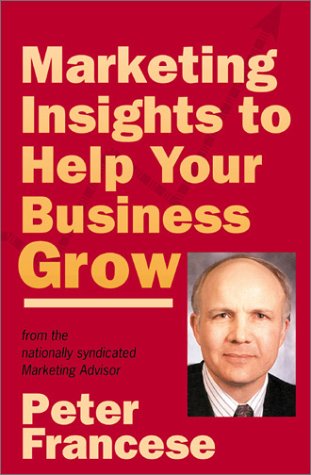 Marketing
Insights to
Help Your
Business
Grow
from the
nationally syndicated
Marketing Advisor
Peter
Francese